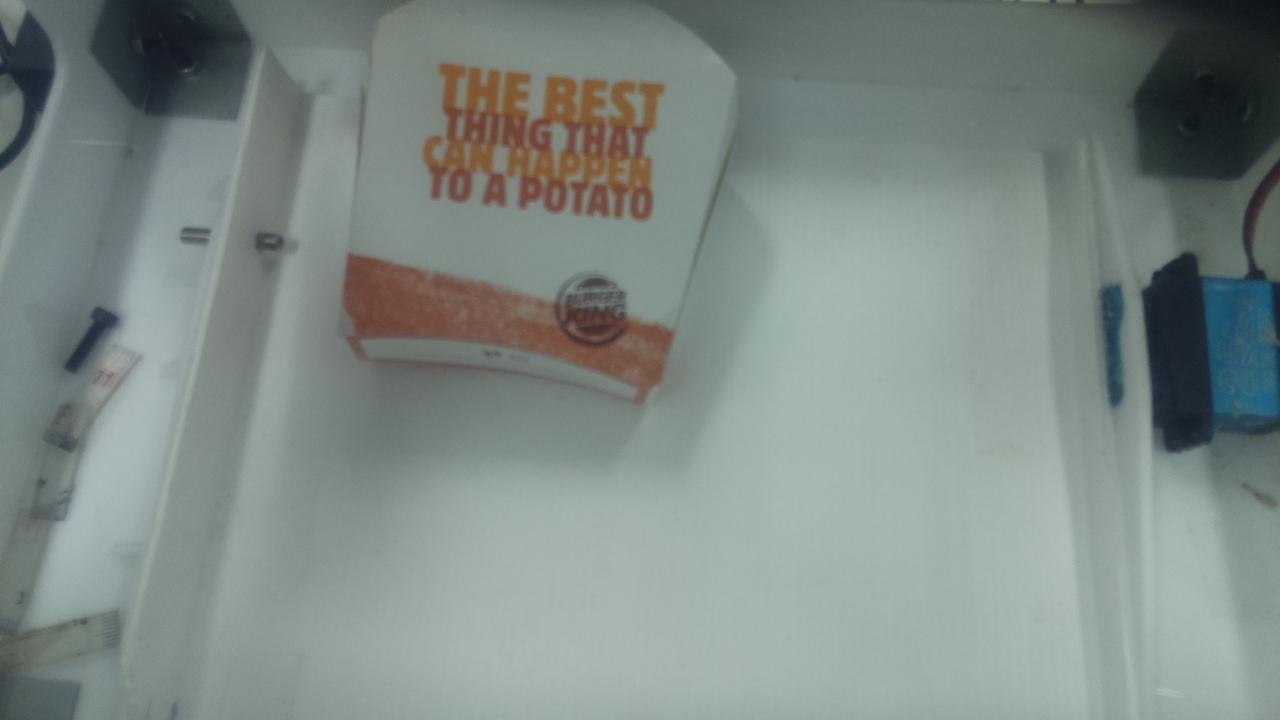 THE BEST
THING THAT
CAN HAPPEN
TO A POTATO
BURGER
KING